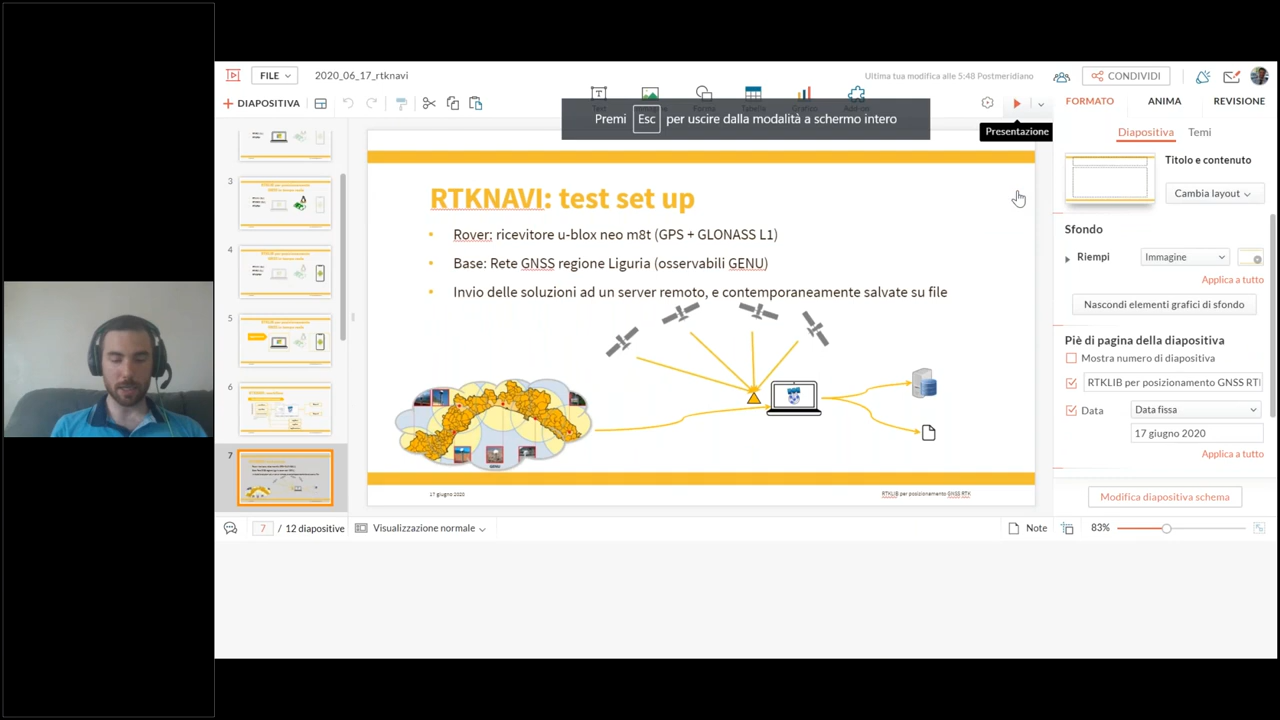 FILE
2020_06_17_rtknavi
Ultima tua modifica alle 5:48 Postmeridiano
CONDIVIDI
+ DIAPOSITIVA
Premi Esc per uscire dalla modalità a schermo intero
Presentazione
FORMATO
ANIMA
REVISIONE
Diapositiva
Temi
Titolo e contenuto
Cambia layout
Sfondo
Riempi
Immagine
Applica a tutto
Nascondi elementi grafici di sfondo
Piè di pagina della diapositiva
Mostra numero di diapositiva
RTKLIB per posizionamento GNSS RTI
Data
Data fissa
17 giugno 2020
Applica a tutto
Modifica diapositiva schema
3
4
5
6
7
RTKNAVI: test set up
• Rover: ricevitore u-blox neo m8t (GPS + GLONASS L1)
• Base: Rete GNSS regione Liguria (osservabili GENU)
• Invio delle soluzioni ad un server remoto, e contemporaneamente salvate su file
17 giugno 2020
RTKLIB per posizionamento GNSS RTK
7 / 12 diapositive
Visualizzazione normale
Note
83%